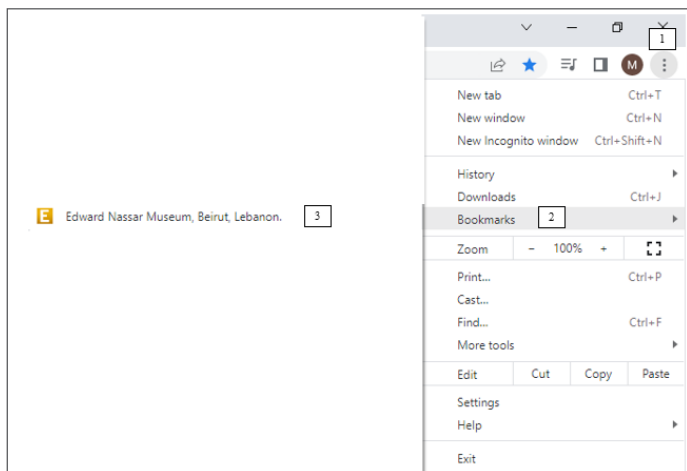 1
M
New tab Ctrl+T
New window Ctrl+N
New Incognito window Ctrl+Shift+N
History
Downloads Ctrl+J
E Edward Nassar Museum, Beirut, Lebanon. 3
Bookmarks 2
Zoom - 100% +
Print... Ctrl+P
Cast...
Find... Ctrl+F
More tools
Edit Cut Copy Paste
Settings
Help
Exit